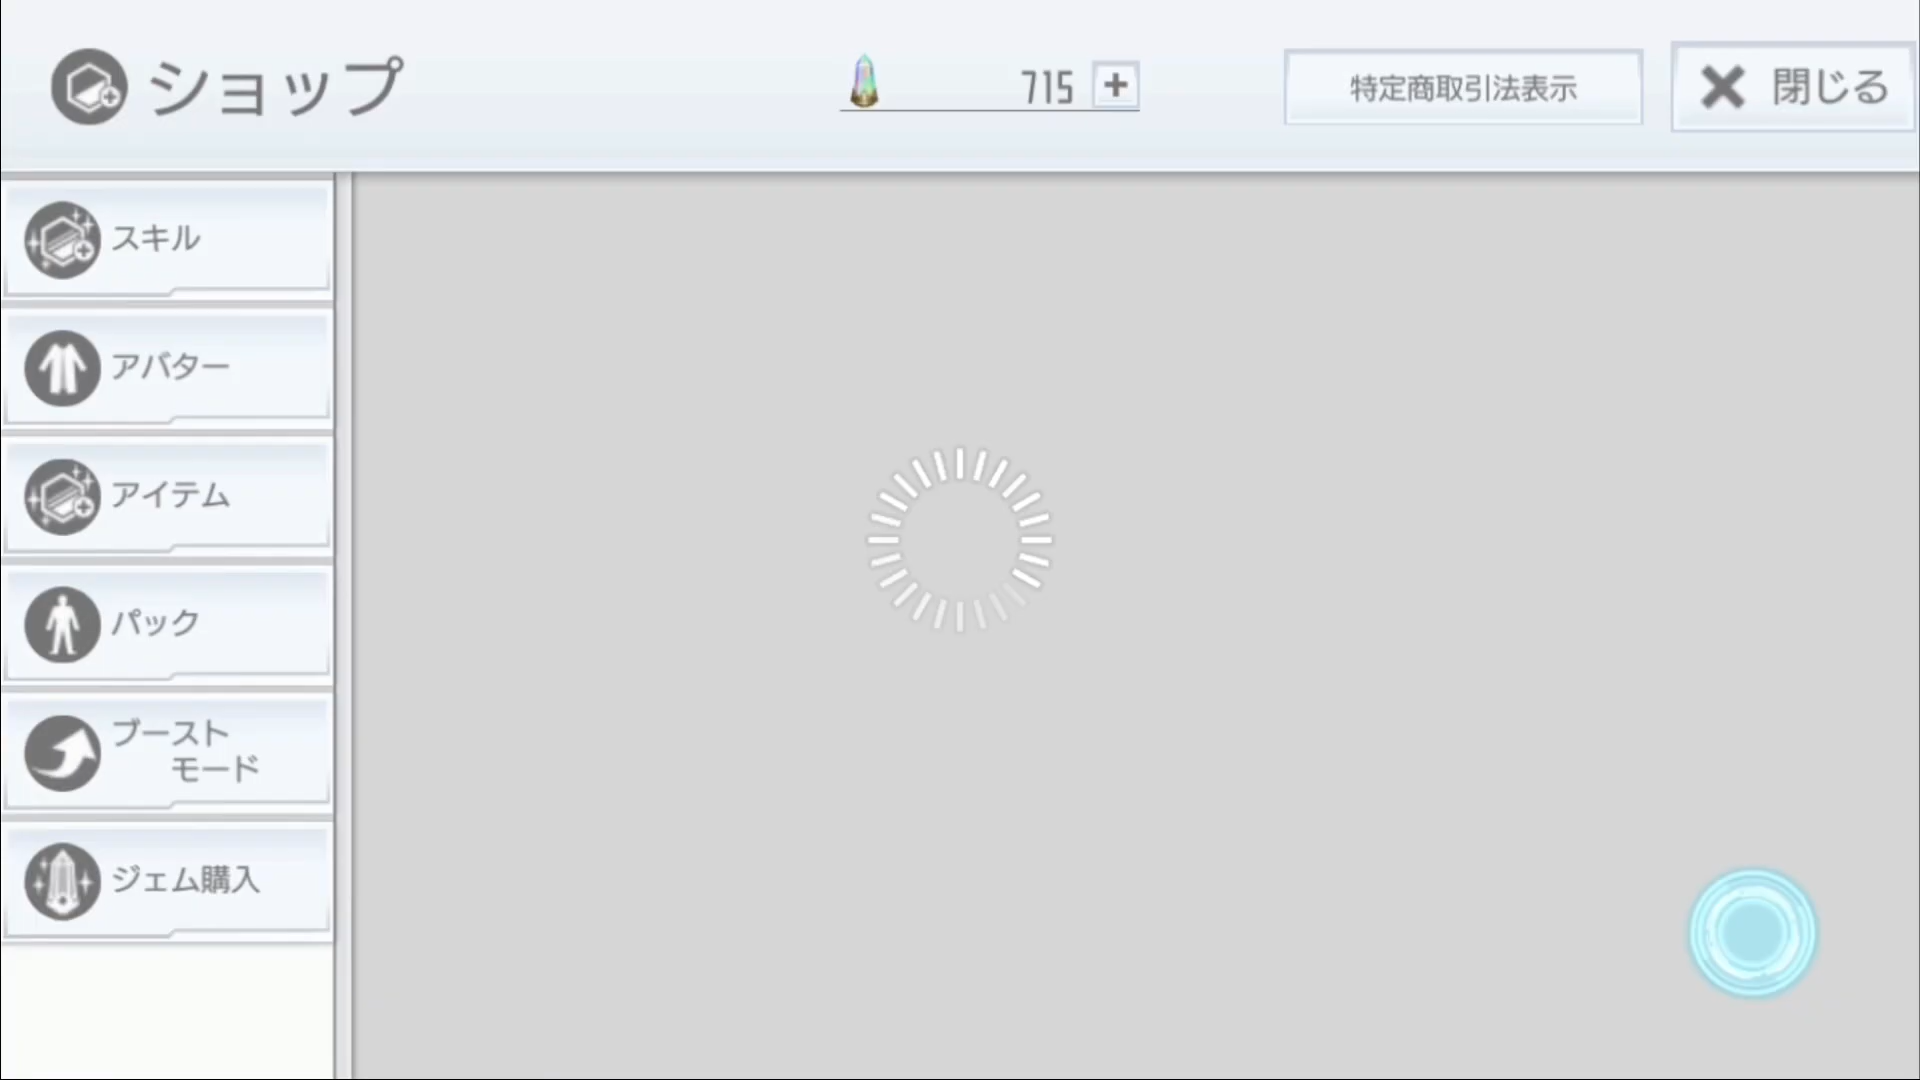 ショップ
715
特定商取引法表示
閉じる
スキル
アバター
アイテム
パック
ブースト
モード
ジェム購入